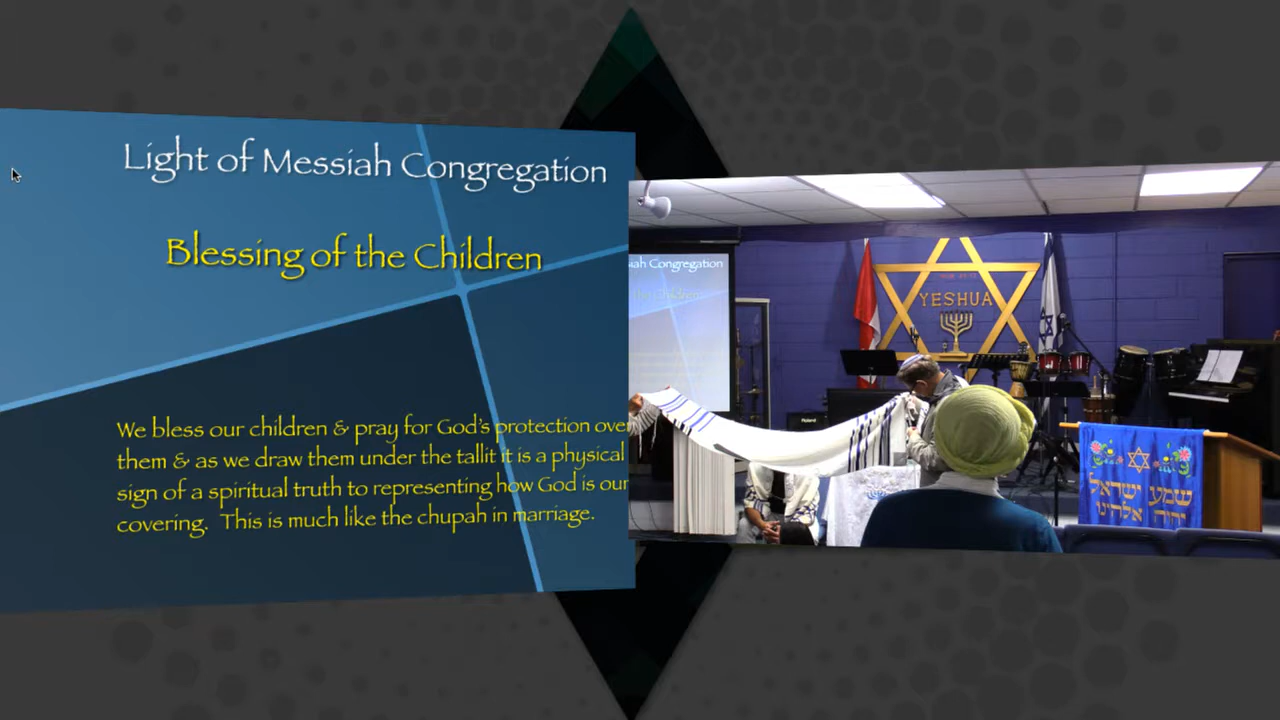 Light of Messiah Congregation
Blessing of the Children
We bless our children & pray for God's protection over
them & as we draw them under the tallit it is a physical
sign of a spiritual truth to representing how God is our
covering. This is much like the chupah in marriage.
iah Congregation
YESHUA
שמע ישראל
יהוה אלהינו